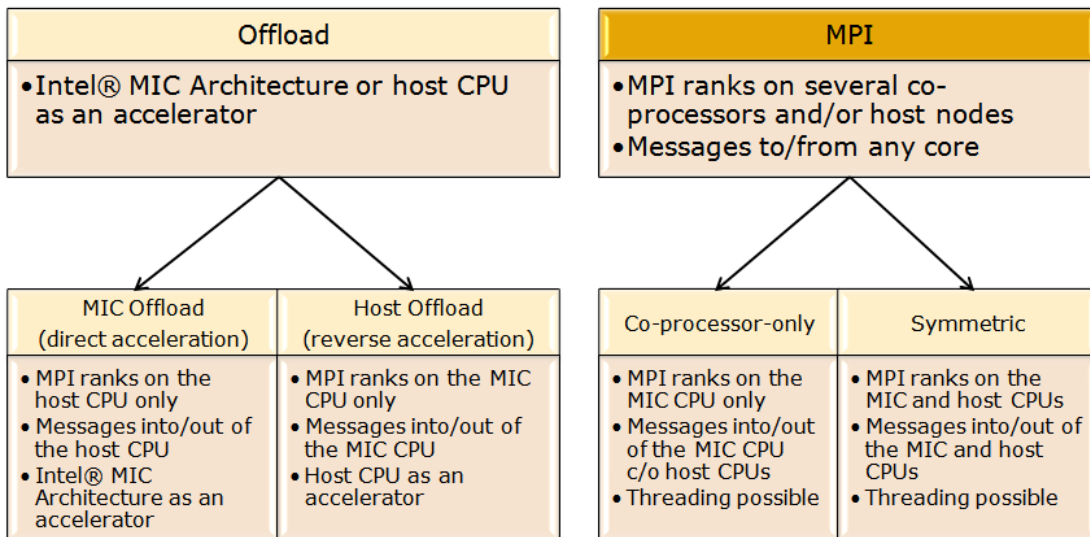 Offload
•Intel® MIC Architecture or host CPU
as an accelerator
MPI
•MPI ranks on several co-
processors and/or host nodes
•Messages to/from any core
MIC Offload
(direct acceleration)
• MPI ranks on the
host CPU only
• Messages into/out of
the host CPU
• Intel® MIC
Architecture as an
accelerator
Host Offload
(reverse acceleration)
• MPI ranks on the MIC
CPU only
• Messages into/out of
the MIC CPU
• Host CPU as an
accelerator
Co-processor-only
• MPI ranks on the
MIC CPU only
• Messages into/out
of the MIC CPU
c/o host CPUs
• Threading possible
Symmetric
• MPI ranks on the
MIC and host CPUs
• Messages into/out of
the MIC and host
CPUs
• Threading possible